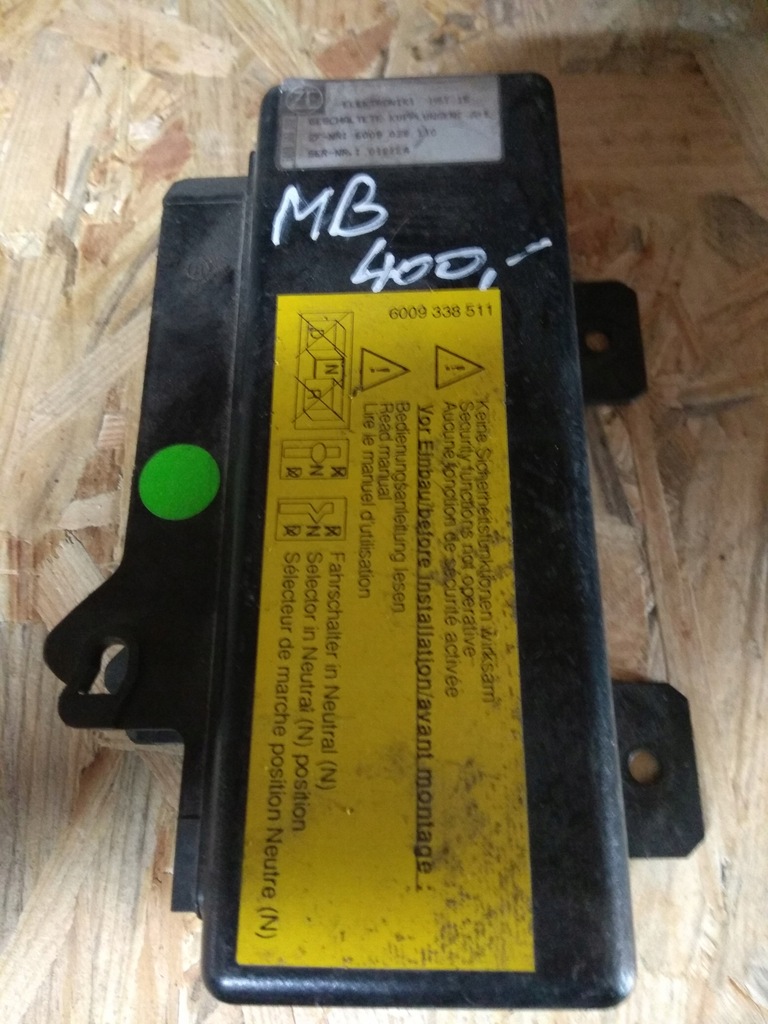 ZF
MB
400,-
6009 338 511
Keine Sicherheitsfunktionen wirksam
Security functions not operative
Aucune fonction de sécurité activée
Vor Einbau/before installation/avant montage :
Bedienungsanleitung lesen
Read manual
Lire le manuel d'utilisation
D
N
R
R
N
R
R
N
R
Fahrschalter in Neutral (N)
Selector in Neutral (N) position
Sélecteur de marche position Neutre (N)